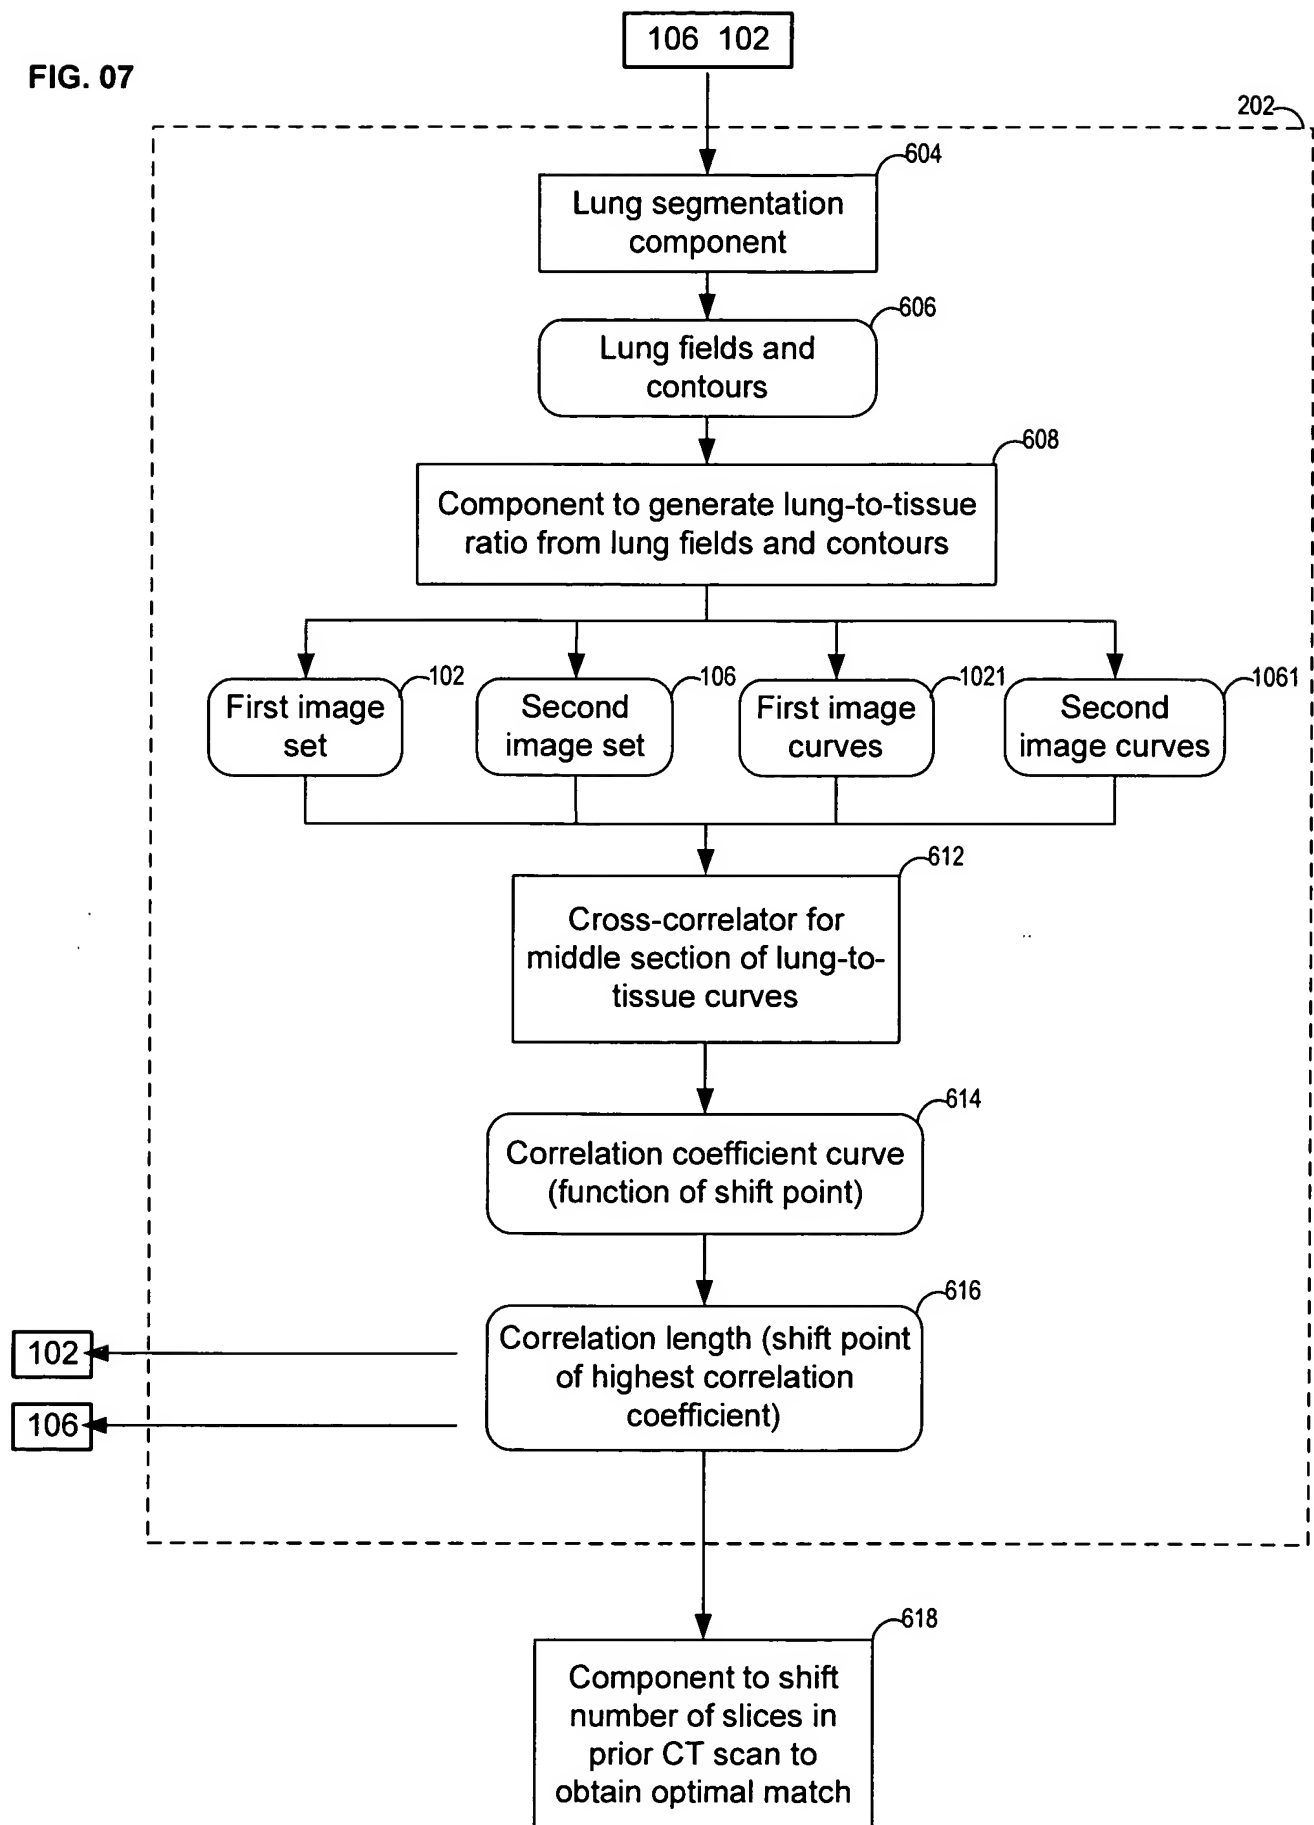 106 102
FIG. 07
202
604
Lung segmentation
component
606
Lung fields and
contours
608
Component to generate lung-to-tissue
ratio from lung fields and contours
102
First image
set
106
Second
image set
1021
First image
curves
1061
Second
image curves
612
Cross-correlator for
middle section of lung-to-
tissue curves
614
Correlation coefficient curve
(function of shift point)
616
Correlation length (shift point
of highest correlation
coefficient)
102
106
618
Component to shift
number of slices in
prior CT scan to
obtain optimal match